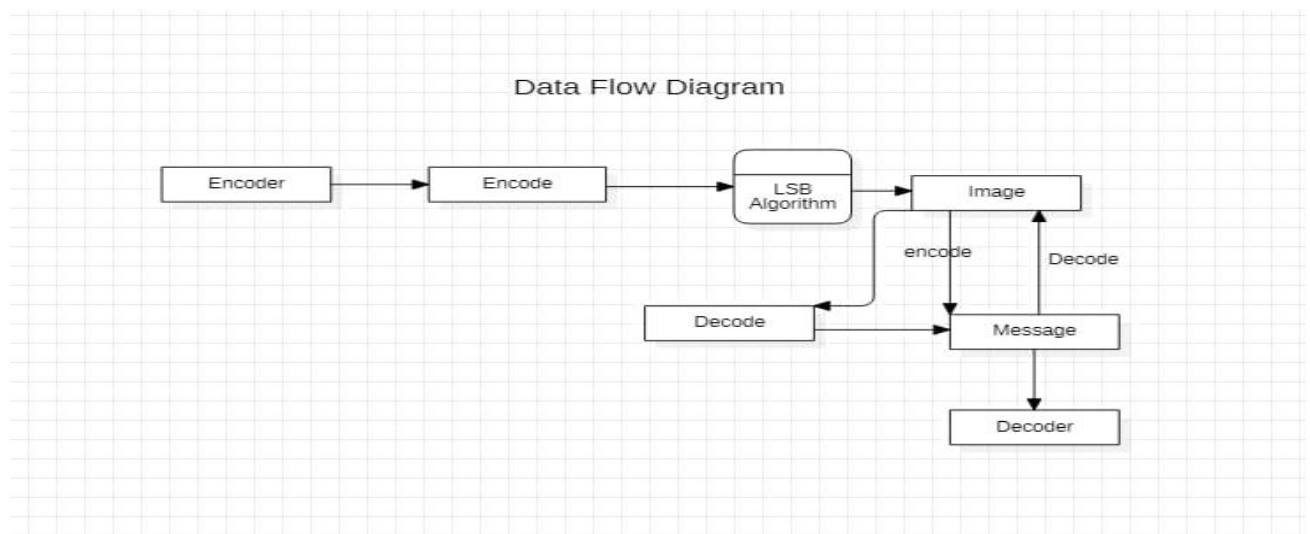 Data Flow Diagram
Encoder
Encode
LSB
Algorithm
Image
encode
Decode
Decode
Message
Decoder